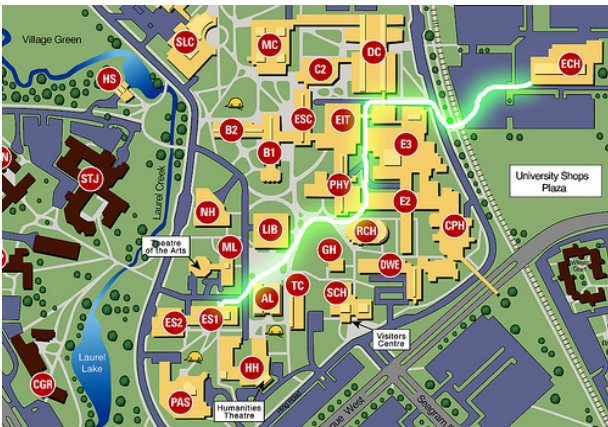 Village Green
SLC
MC
DC
C2
ECH
HS
ESC
EIT
B2
B1
E3
STJ
PHY
University Shops
Plaza
Laurel Creek
NH
E2
LIB
RCH
CPH
Theatre
of the Arts
ML
GH
DWE
AL
TC
SCH
ES2
ES1
Visitors
Centre
Laurel
Lake
HH
CGR
PAS
Humanities
Theatre